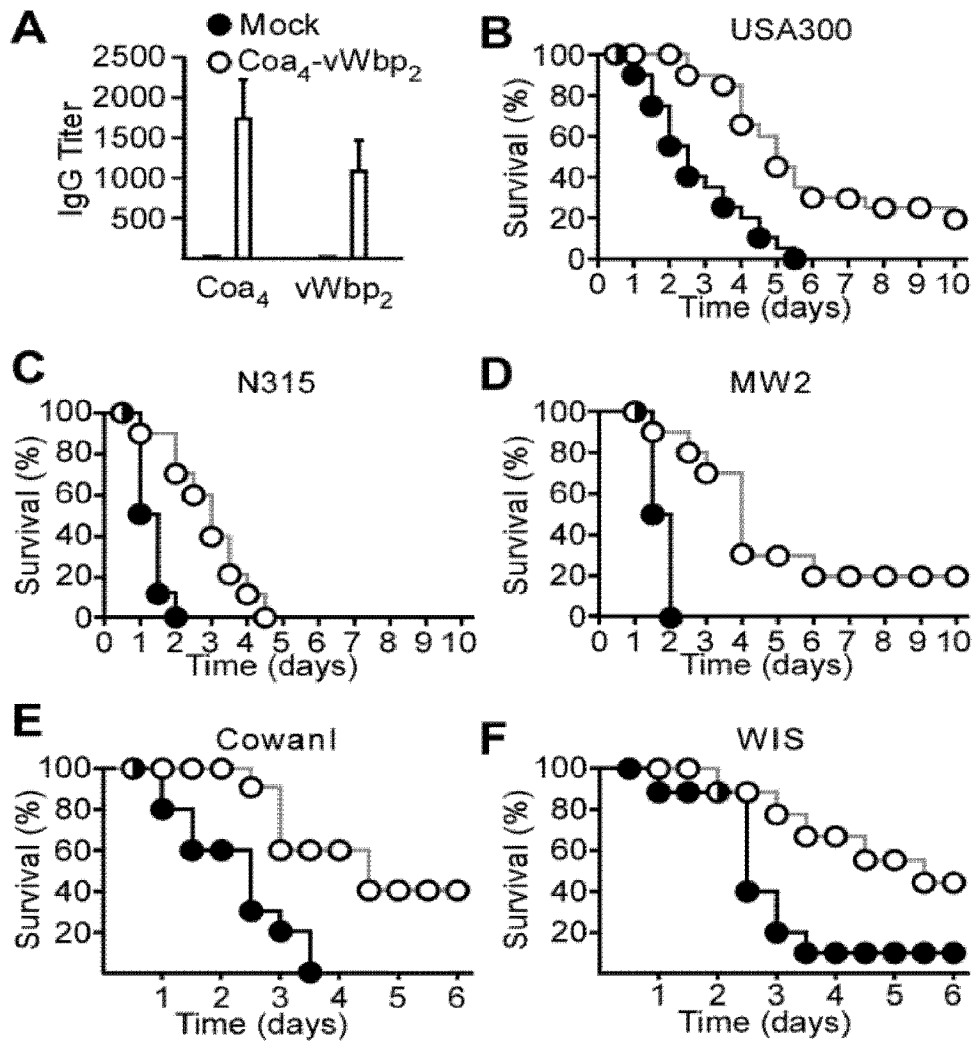 A
Mock
Coa4-vWbp2
IgG Titer
2500
2000
1500
1000
500
Coa4 vWbp2
B
USA300
Survival (%)
100
80
60
40
20
0
0 1 2 3 4 5 6 7 8 9 10
Time (days)
C
N315
Survival (%)
100
80
60
40
20
0
0 1 2 3 4 5 6 7 8 9 10
Time (days)
D
MW2
Survival (%)
100
80
60
40
20
0
0 1 2 3 4 5 6 7 8 9 10
Time (days)
E
CowanI
Survival (%)
100
80
60
40
20
1 2 3 4 5 6
Time (days)
F
WIS
Survival (%)
100
80
60
40
20
1 2 3 4 5 6
Time (days)